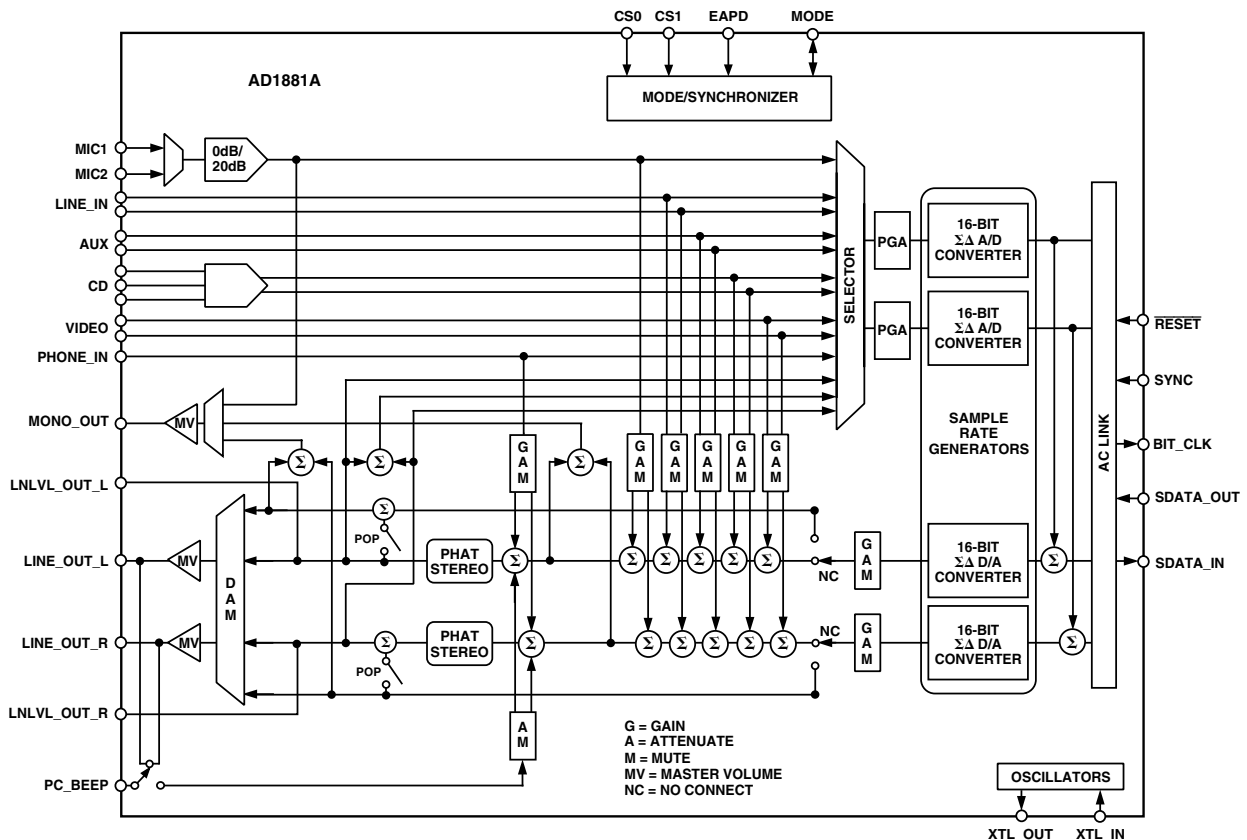 CS0 CS1 EAPD MODE
AD1881A
MODE/SYNCHRONIZER
MIC1
0dB/
20dB
MIC2
LINE_IN
AUX
CD
VIDEO
PHONE_IN
MONO_OUT
MV
LNLVL_OUT_L
LINE_OUT_L
MV
LINE_OUT_R
MV
LNLVL_OUT_R
PC_BEEP
D
A
M
Σ
Σ
Σ
Σ
POP
POP
Σ
PHAT
STEREO
PHAT
STEREO
G
A
M
Σ
Σ
A
M
G
A
M
G
A
M
G
A
M
G
A
M
G
A
M
Σ Σ Σ Σ Σ
Σ Σ Σ Σ Σ
NC
NC
G
A
M
G
A
M
SELECTOR
PGA
PGA
16-BIT
ΣΔ A/D
CONVERTER
16-BIT
ΣΔ A/D
CONVERTER
SAMPLE
RATE
GENERATORS
16-BIT
ΣΔ D/A
CONVERTER
16-BIT
ΣΔ D/A
CONVERTER
Σ
Σ
AC LINK
RESET
SYNC
BIT_CLK
SDATA_OUT
SDATA_IN
G = GAIN
A = ATTENUATE
M = MUTE
MV = MASTER VOLUME
NC = NO CONNECT
OSCILLATORS
XTL_OUT XTL_IN